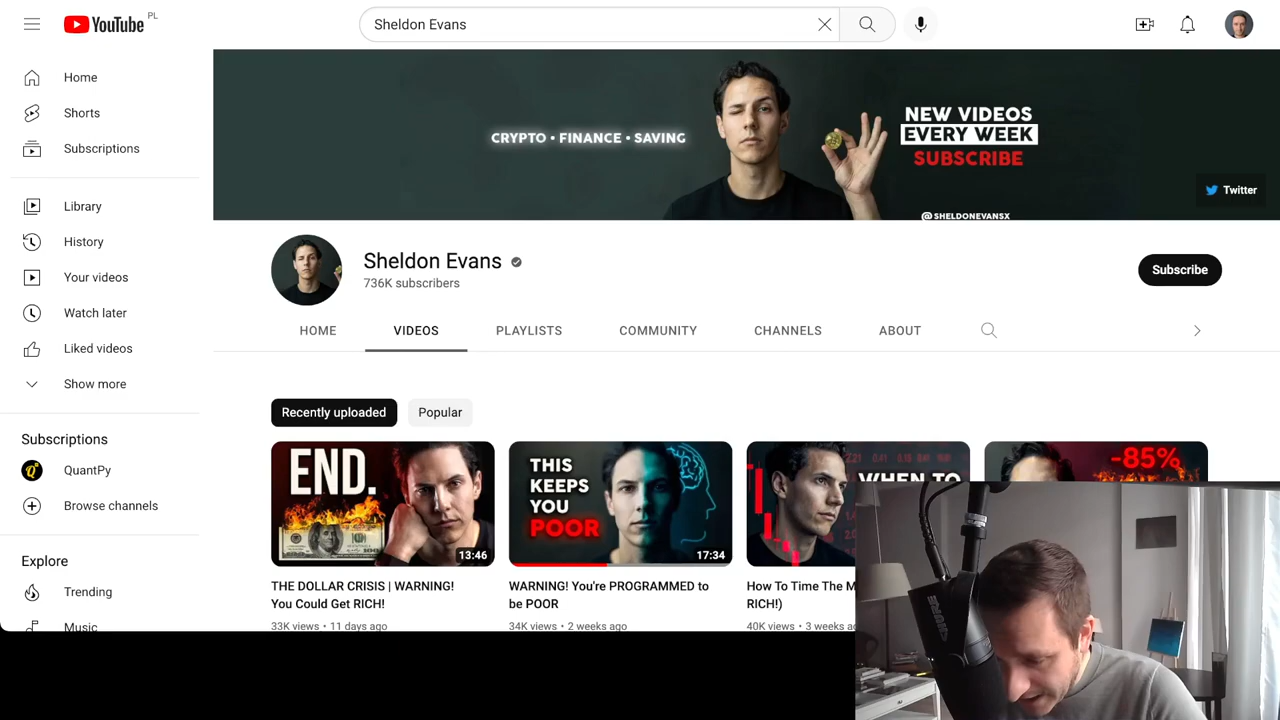 YouTube PL
Sheldon Evans
Home
Shorts
Subscriptions
Library
History
Your videos
Watch later
Liked videos
Show more
Subscriptions
QuantPy
Browse channels
Explore
Trending
Music
CRYPTO • FINANCE • SAVING
NEW VIDEOS
EVERY WEEK
SUBSCRIBE
Twitter
@SHELDONEVANSX
Sheldon Evans
736K subscribers
Subscribe
HOME
VIDEOS
PLAYLISTS
COMMUNITY
CHANNELS
ABOUT
Recently uploaded
Popular
END.
13:46
THE DOLLAR CRISIS | WARNING!
You Could Get RICH!
33K views • 11 days ago
THIS
KEEPS
YOU
POOR
17:34
WARNING! You're PROGRAMMED to
be POOR
34K views • 2 weeks ago
WHEN TO
How To Time The M
RICH!)
40K views • 3 weeks a
-85%
SHURE